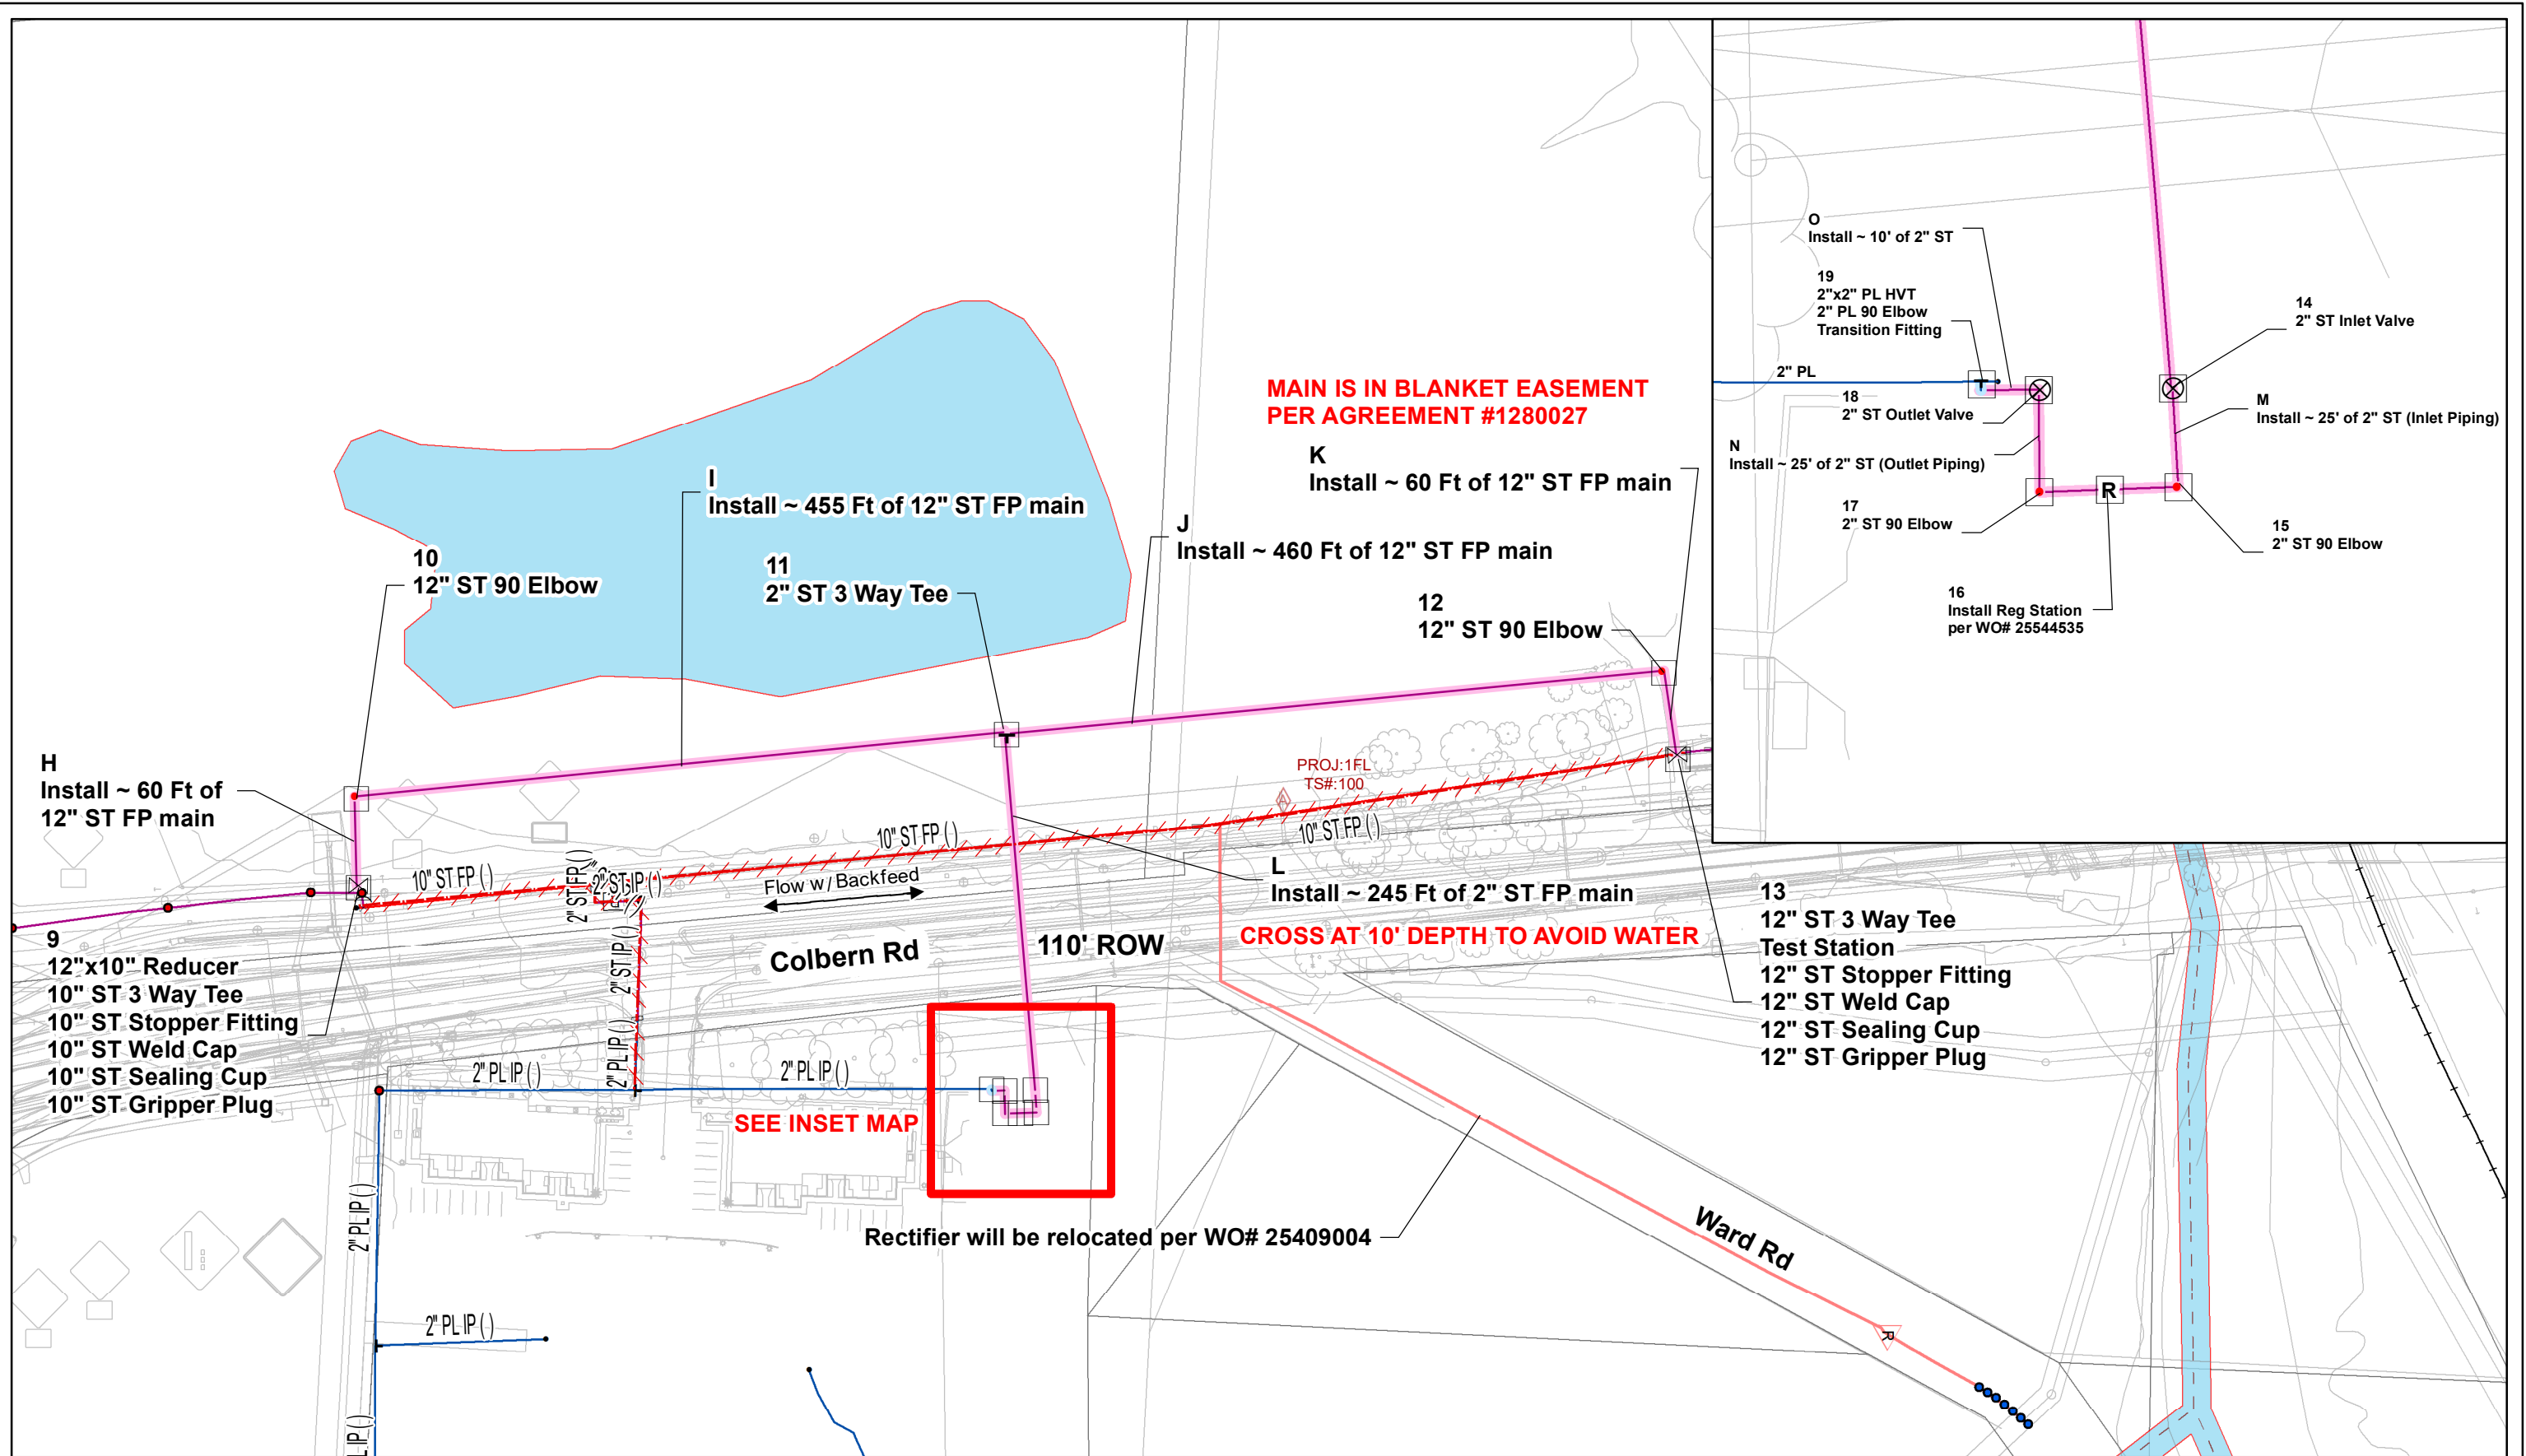 MAIN IS IN BLANKET EASEMENT
PER AGREEMENT #1280027
K
Install ~ 60 Ft of 12" ST FP main
I
Install ~ 455 Ft of 12" ST FP main
J
Install ~ 460 Ft of 12" ST FP main
10
12" ST 90 Elbow
11
2" ST 3 Way Tee
12
12" ST 90 Elbow
H
Install ~ 60 Ft of
12" ST FP main
PROJ:1FL
TS#:100
A
T
10" ST FP ( )
10" ST FP ( )
10" ST FP ( )
2" ST FP ( )
2" ST IP ( )
2" ST IP ( )
2" PL IP ( )
Flow w/ Backfeed
Colbern Rd
110' ROW
L
Install ~ 245 Ft of 2" ST FP main
CROSS AT 10' DEPTH TO AVOID WATER
9
12"x10" Reducer
10" ST 3 Way Tee
10" ST Stopper Fitting
10" ST Weld Cap
10" ST Sealing Cup
10" ST Gripper Plug
13
12" ST 3 Way Tee
Test Station
12" ST Stopper Fitting
12" ST Weld Cap
12" ST Sealing Cup
12" ST Gripper Plug
2" PL IP ( )
2" PL IP ( )
SEE INSET MAP
2" PL IP ( )
Rectifier will be relocated per WO# 25409004
Ward Rd
R
2" PL IP ( )
L IP ( )
O
Install ~ 10' of 2" ST
19
2"x2" PL HVT
2" PL 90 Elbow
Transition Fitting
14
2" ST Inlet Valve
2" PL
T
18
2" ST Outlet Valve
M
Install ~ 25' of 2" ST (Inlet Piping)
N
Install ~ 25' of 2" ST (Outlet Piping)
R
17
2" ST 90 Elbow
15
2" ST 90 Elbow
16
Install Reg Station
per WO# 25544535